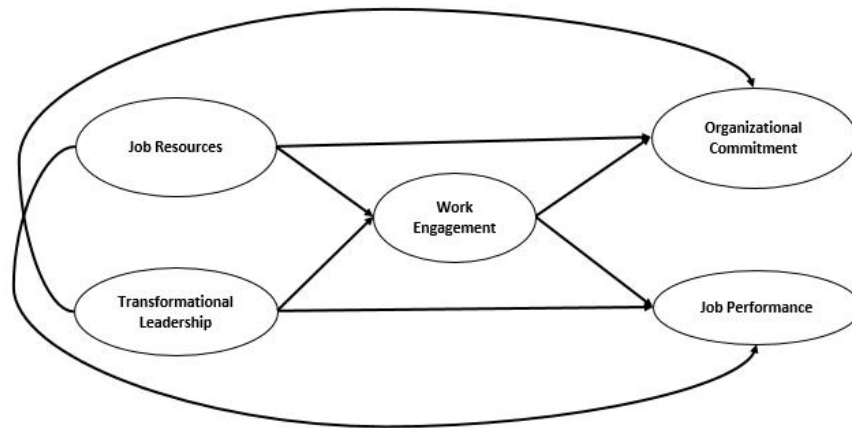 Job Resources
Organizational
Commitment
Work
Engagement
Transformational
Leadership
Job Performance